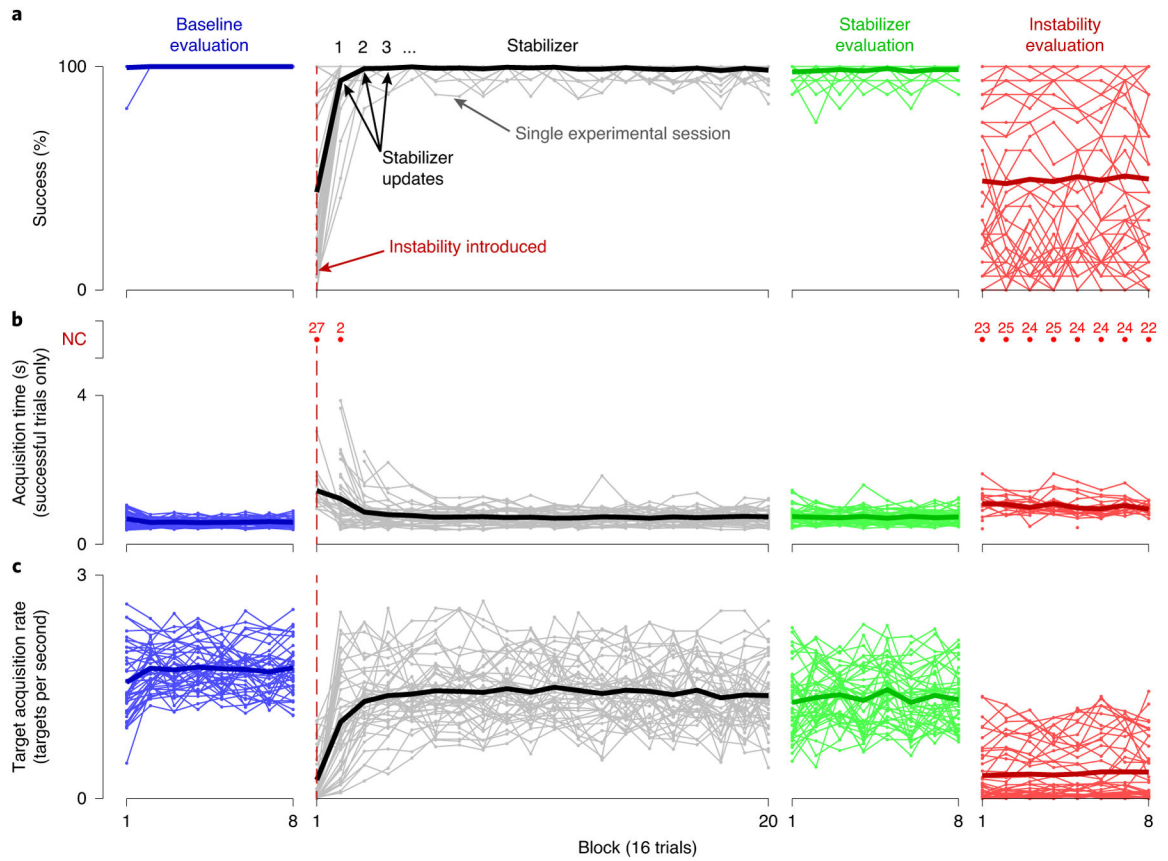 a
Baseline
evaluation
1 2 3 ... Stabilizer
Stabilizer
evaluation
Instability
evaluation
100
Success (%)
0
Single experimental session
Stabilizer
updates
Instability introduced
1 8
b
NC
27 2
23 25 24 25 24 24 24 22
4
Acquisition time (s)
(successful trials only)
0
c
3
Target acquisition rate
(targets per second)
0
1 8 1 20 1 8 1 8
Block (16 trials)